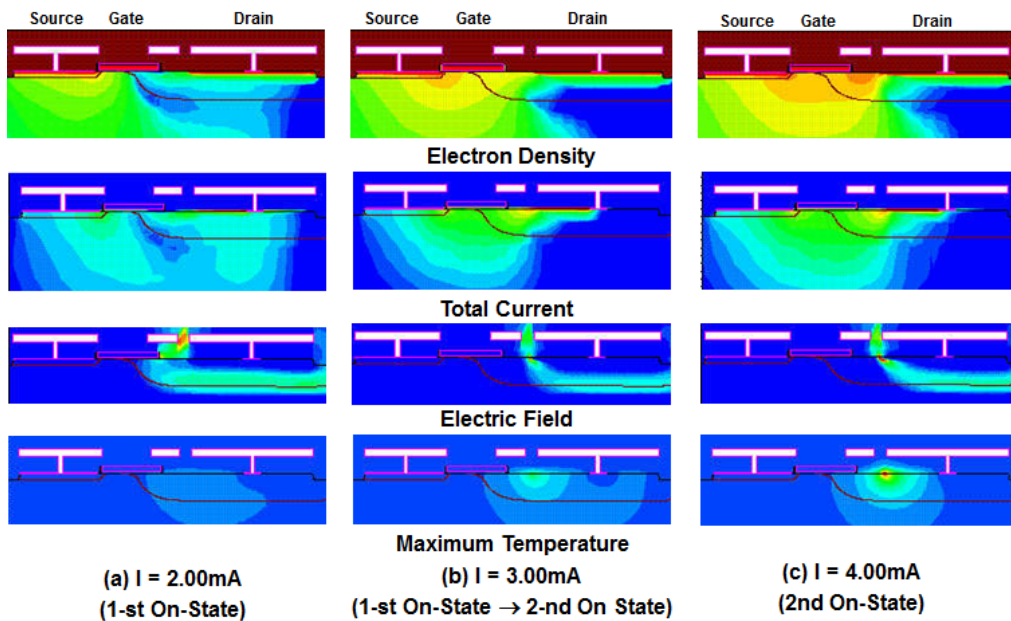 Source Gate Drain Source Gate Drain Source Gate Drain
Electron Density
Total Current
Electric Field
Maximum Temperature
(a) I = 2.00mA (b) I = 3.00mA (c) I = 4.00mA
(1-st On-State) (1-st On-State → 2-nd On State) (2nd On-State)